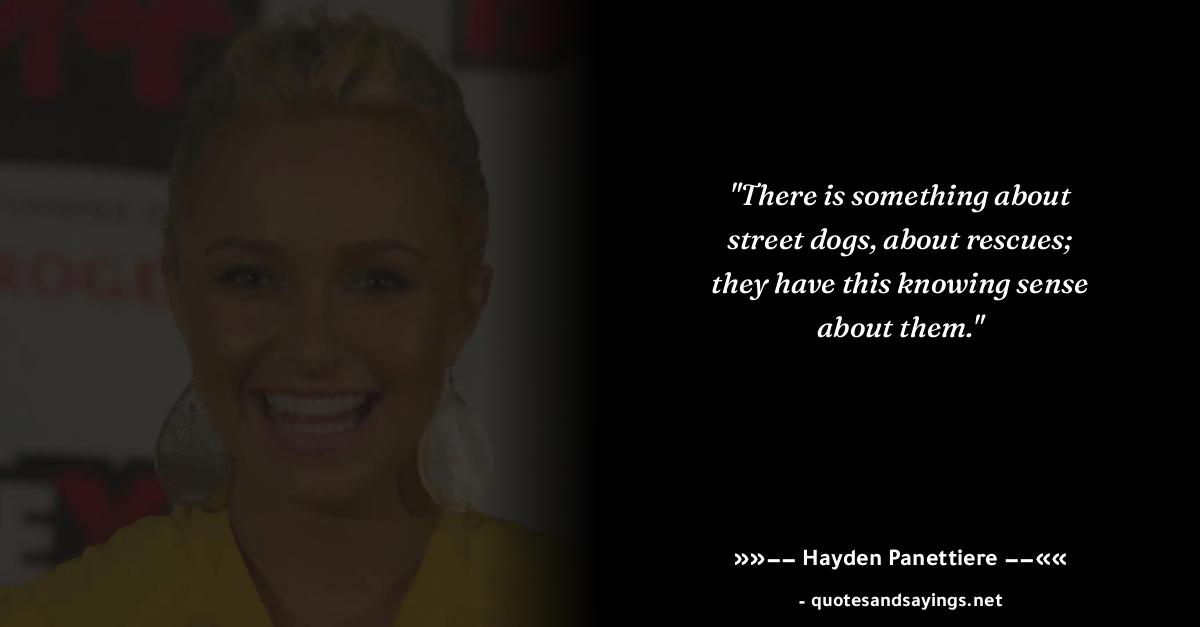 "There is something about
street dogs, about rescues;
they have this knowing sense
about them."
»»–– Hayden Panettiere ––««
- quotesandsayings.net